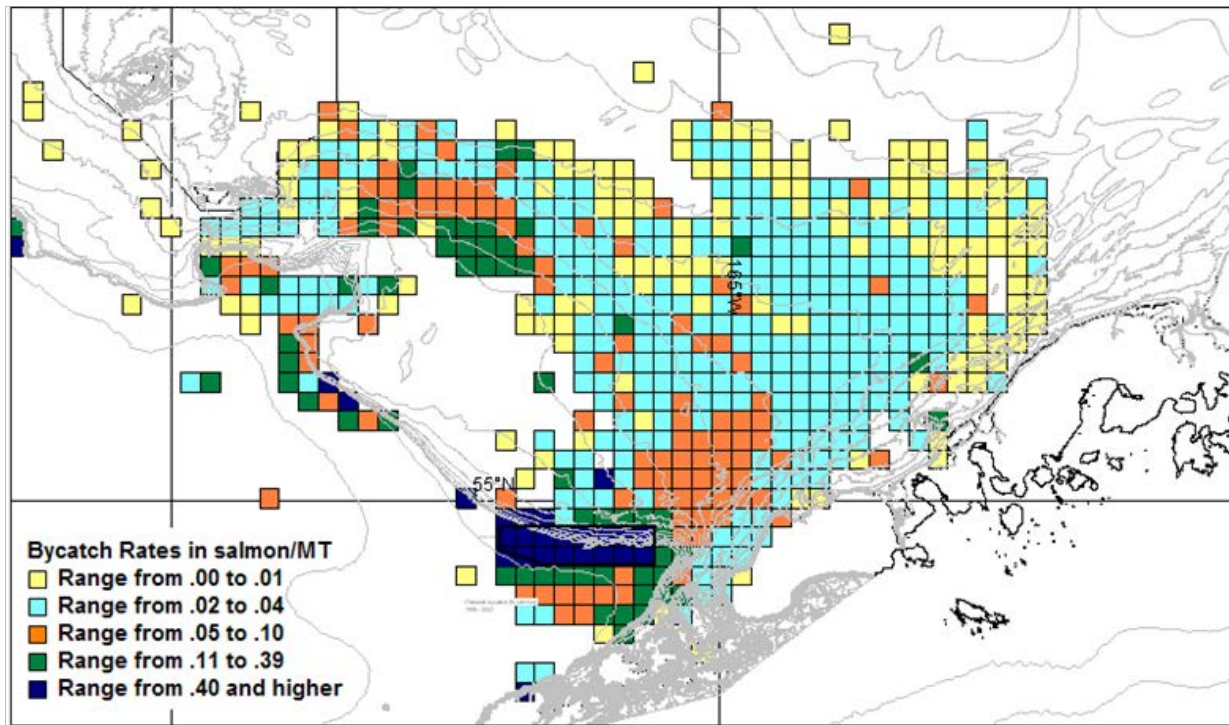 165°W
55°N
Bycatch Rates in salmon/MT
Range from .00 to .01
Range from .02 to .04
Range from .05 to .10
Range from .11 to .39
Range from .40 and higher